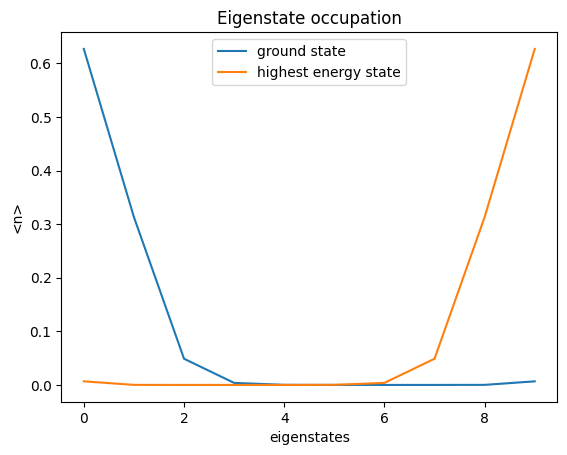 Eigenstate occupation
ground state
highest energy state
<n>
0.6
0.5
0.4
0.3
0.2
0.1
0.0
0 2 4 6 8
eigenstates